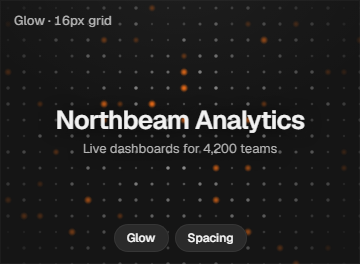 Glow · 16px grid
Northbeam Analytics
Live dashboards for 4,200 teams
Glow
Spacing